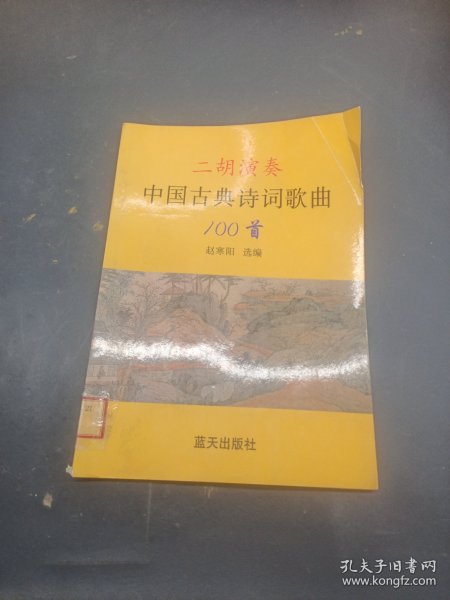 二胡演奏
中国古典诗词歌曲
100首
赵寒阳 选编
21
蓝天出版社
孔夫子旧书网
www.kongfz.com